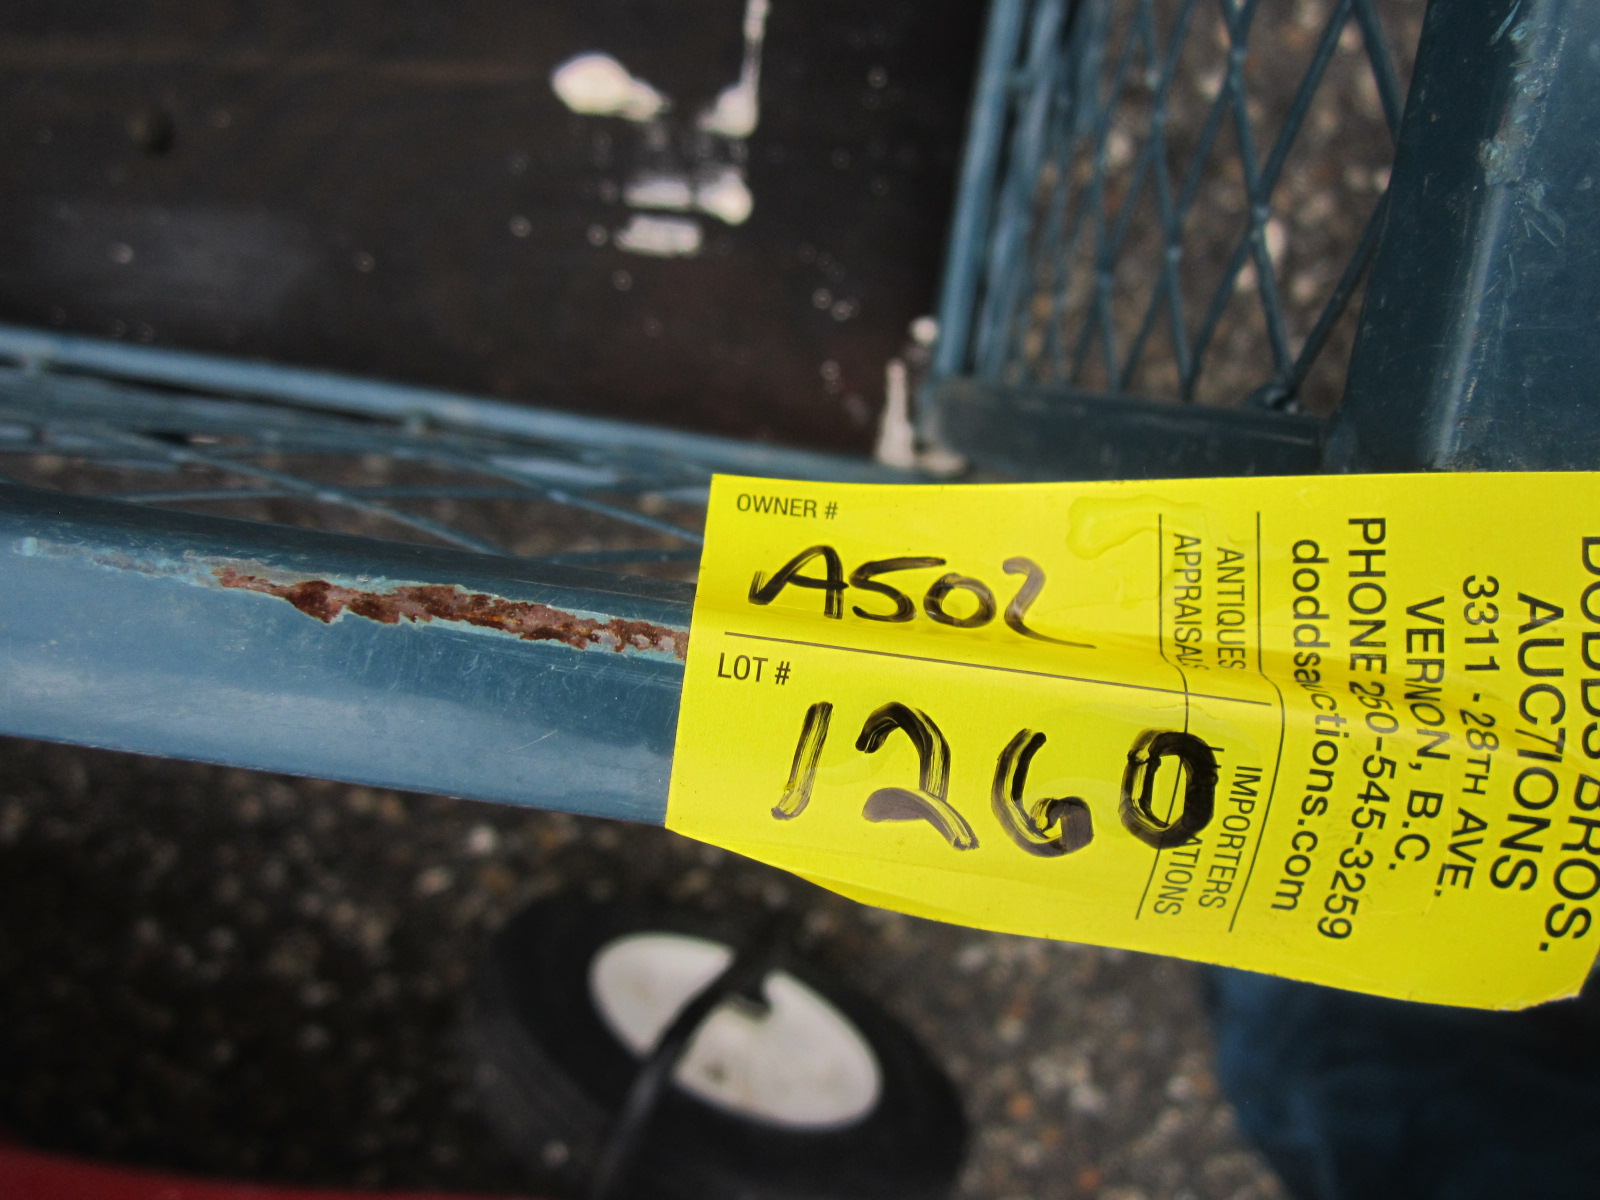 OWNER #
A502
LOT #
1260
DODDS BROS.
AUCTIONS
3311 - 28TH AVE.
VERNON, B.C.
PHONE 250-545-3259
doddsauctions.com
ANTIQUES
APPRAISALS
IMPORTERS